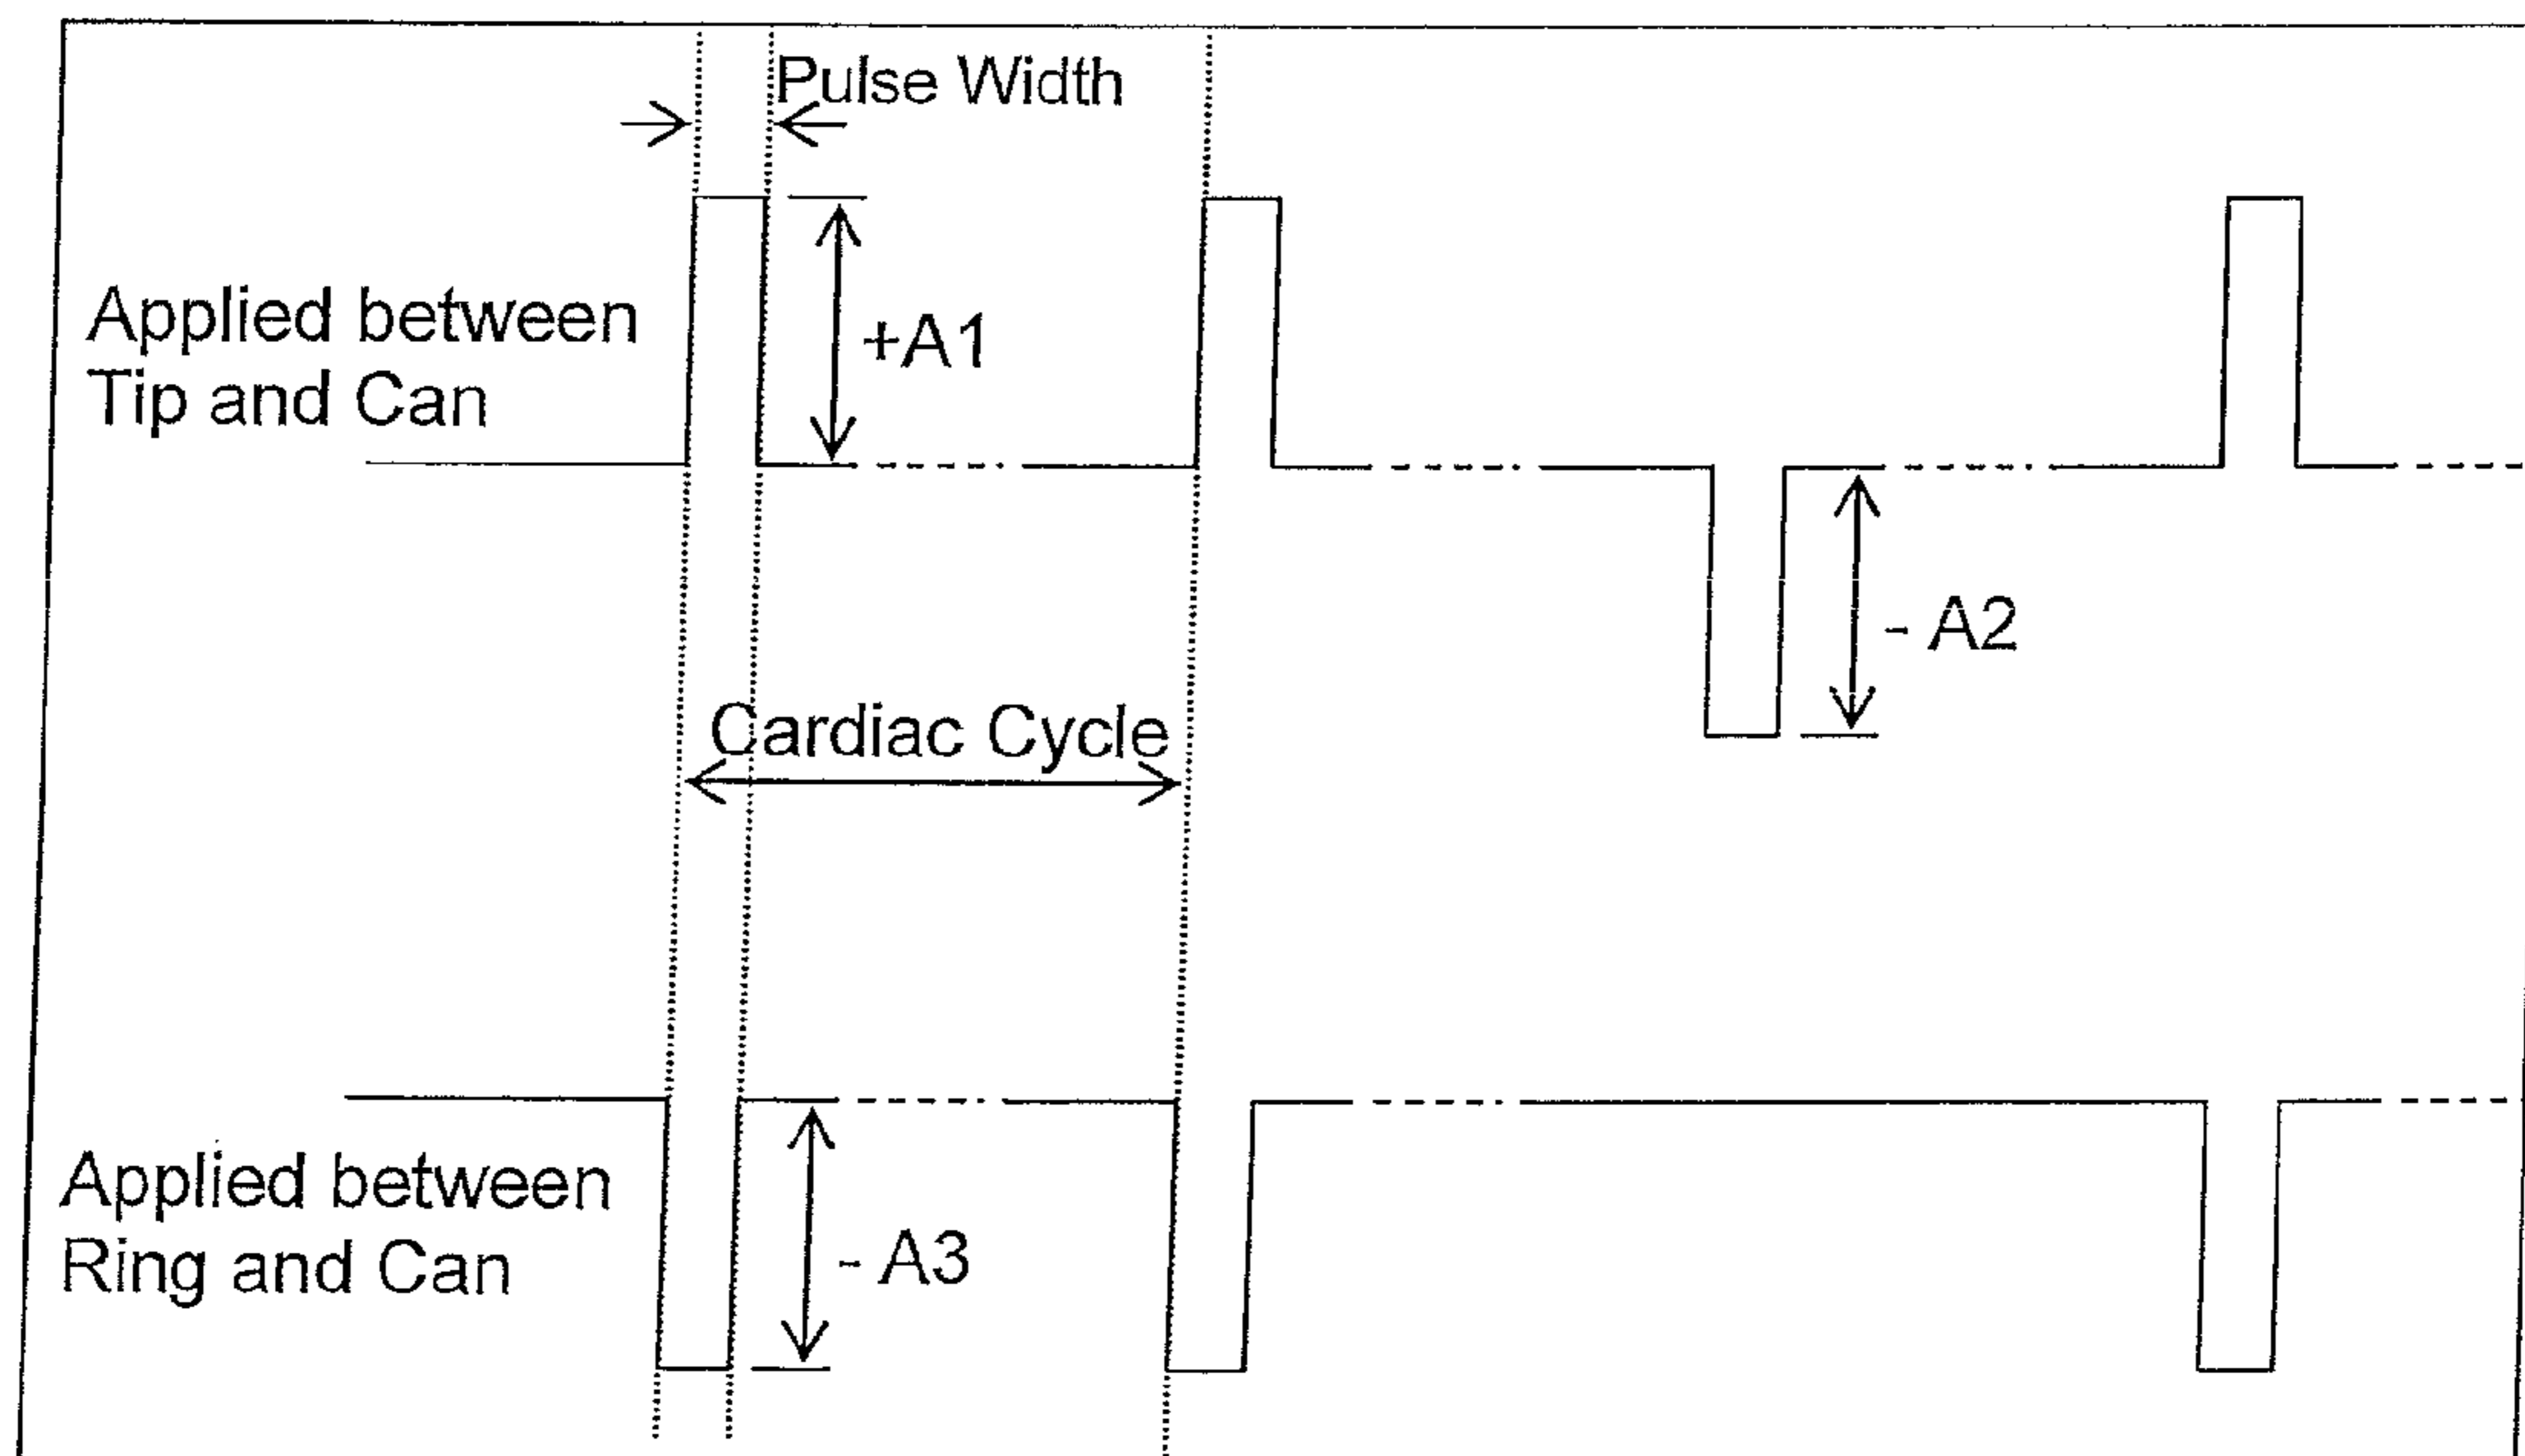 Pulse Width
Applied between
Tip and Can
+A1
- A2
Cardiac Cycle
Applied between
Ring and Can
- A3